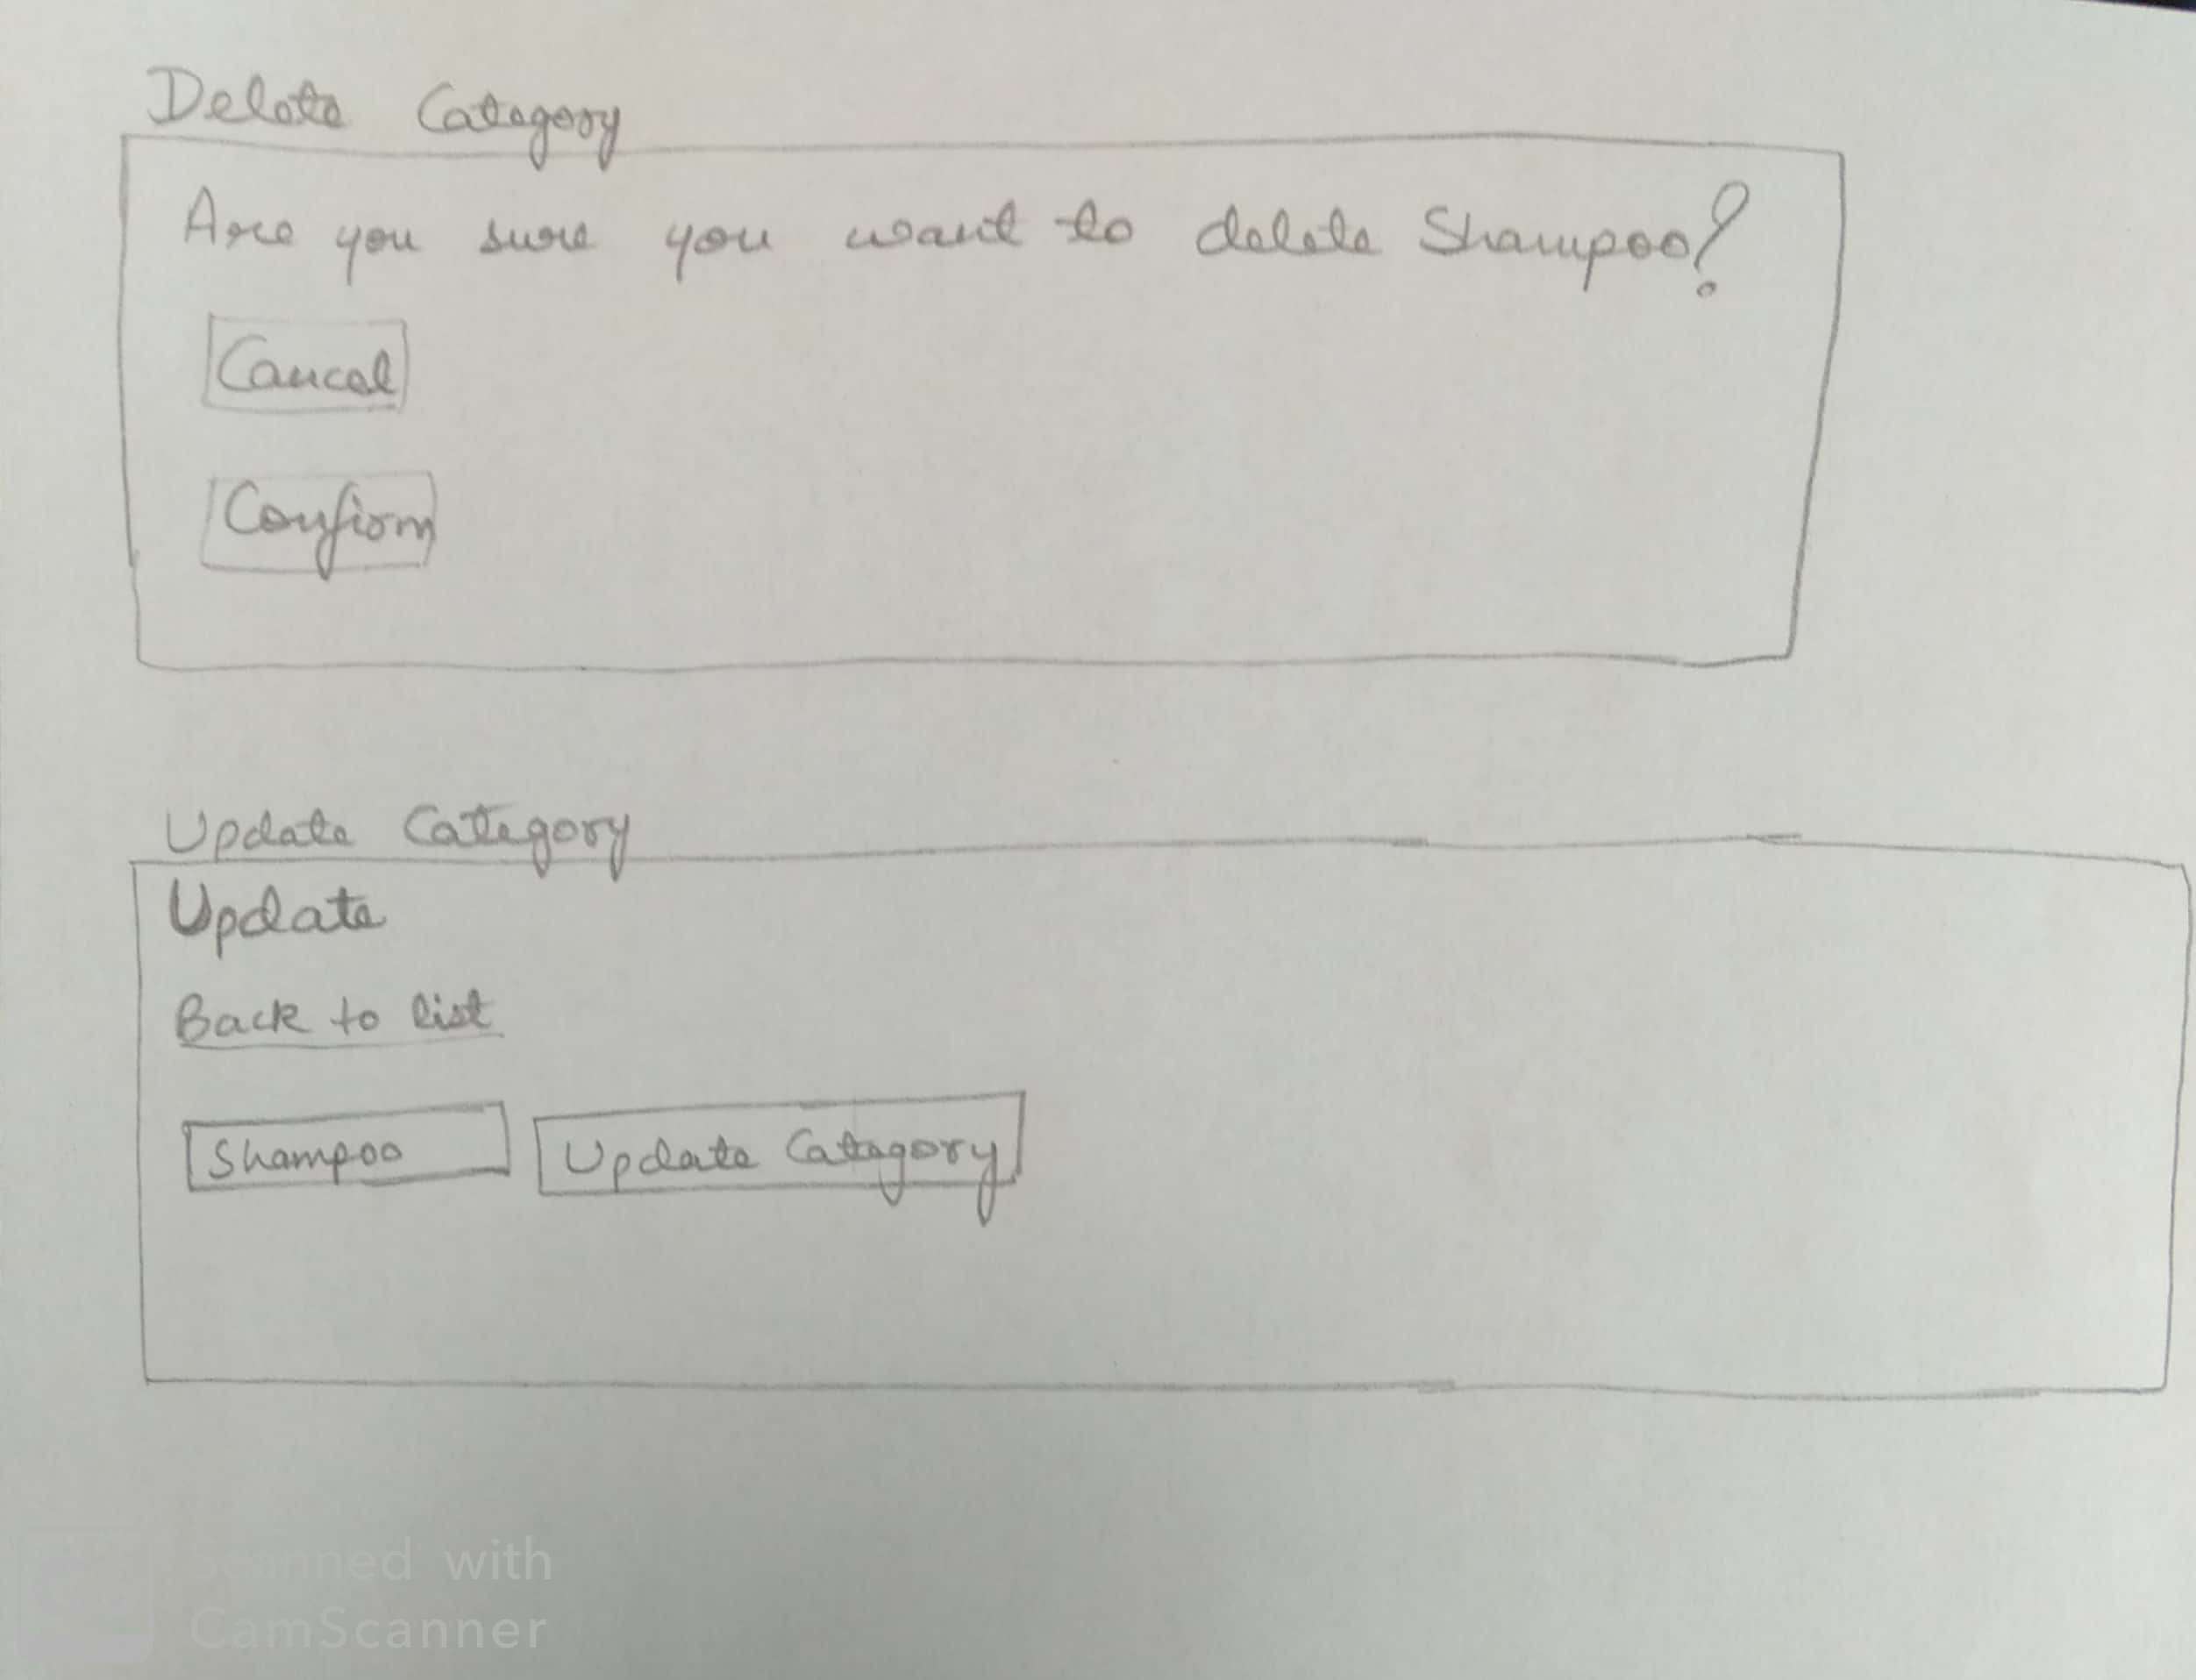 Delete Category
Are you sure you want to delete Shampoo?
Cancel
Confirm
Update Category
Update
Back to list
Shampoo Update Category
Scanned with
CamScanner